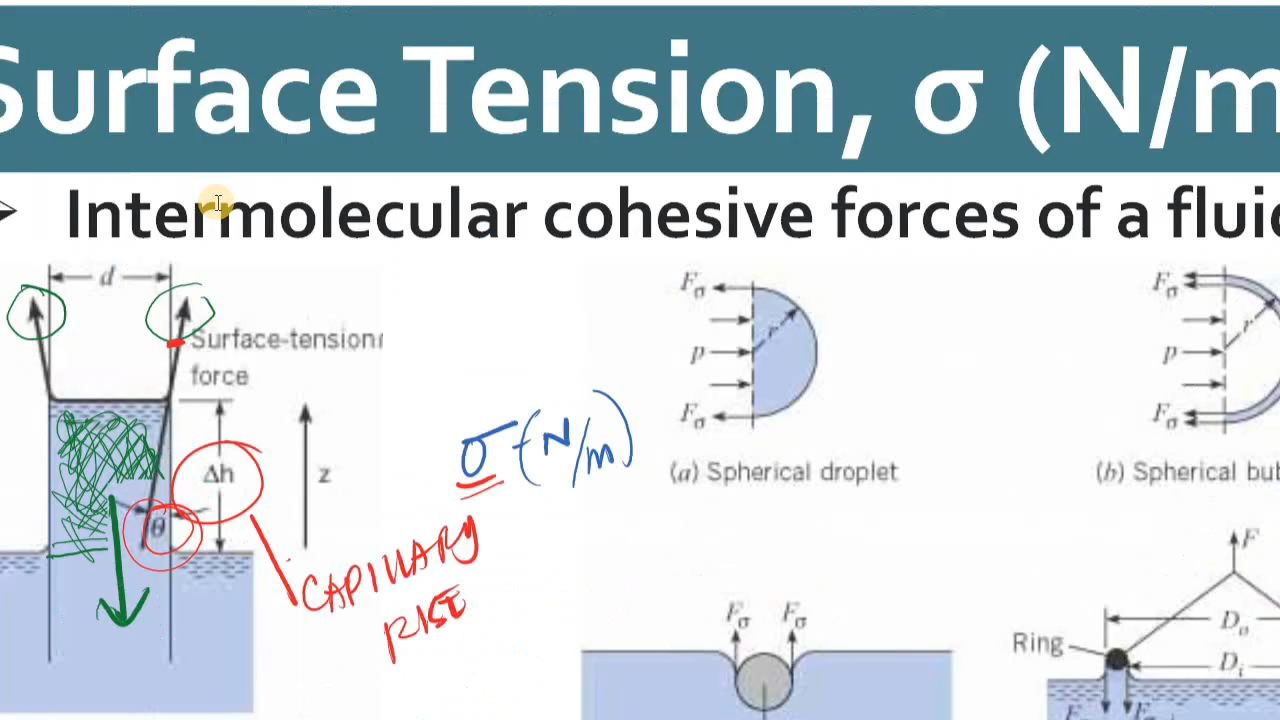 Surface Tension, σ (N/m
Intermolecular cohesive forces of a fluid
d
Surface-tension
force
Δh
z
θ
σ (N/m)
CAPILLARY
RISE
Fσ
r
p
Fσ
(a) Spherical droplet
Fσ
r
p
Fσ
(b) Spherical bub
Fσ Fσ
F
Ring
Do
Di